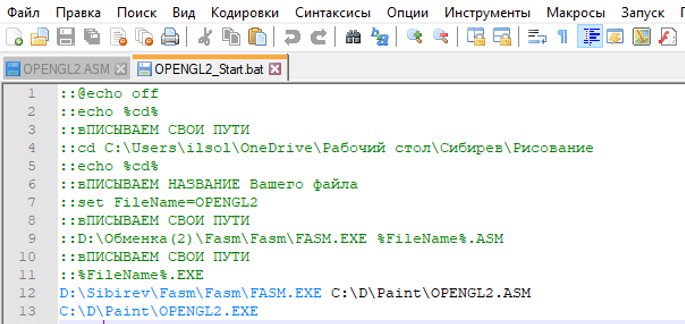 Файл Правка Поиск Вид Кодировки Синтаксисы Опции Инструменты Макросы Запуск
OPENGL2.ASM OPENGL2_Start.bat
1 ::@echo off
2 ::echo %cd%
3 ::вПИСЫВАЕМ СВОИ ПУТИ
4 ::cd C:\Users\ilsol\OneDrive\Рабочий стол\Сибирев\Рисование
5 ::echo %cd%
6 ::вПИСЫВАЕМ НАЗВАНИЕ Вашего файла
7 ::set FileName=OPENGL2
8 ::вПИСЫВАЕМ СВОИ ПУТИ
9 ::D:\Обменка(2)\Fasm\Fasm\FASM.EXE %FileName%.ASM
10 ::вПИСЫВАЕМ СВОИ ПУТИ
11 ::%FileName%.EXE
12 D:\Sibirev\Fasm\Fasm\FASM.EXE C:\D\Paint\OPENGL2.ASM
13 C:\D\Paint\OPENGL2.EXE